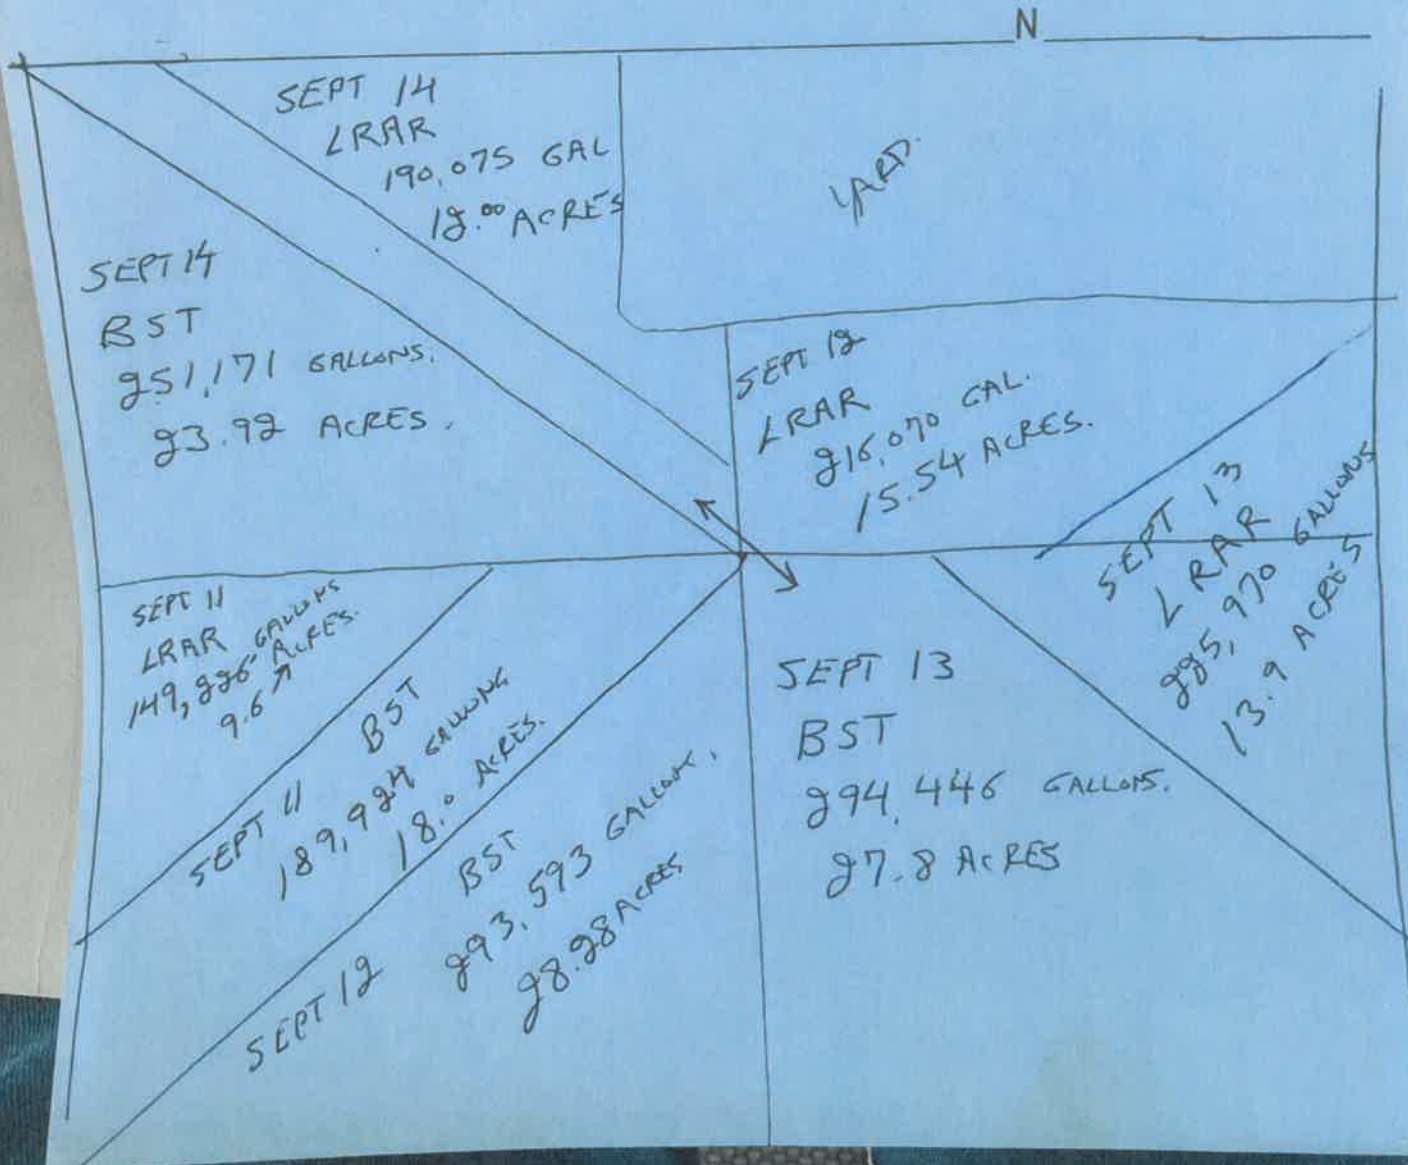 N
SEPT 14
LRAR
190,075 GAL
12.00 ACRES
YARD.
SEPT 14
BST
251,171 GALLONS.
23.92 ACRES.
SEPT 12
LRAR
216,070 GAL.
15.54 ACRES.
SEPT 13
LRAR
225,970 GALLONS
13.9 ACRES
SEPT 11
LRAR
149,226 GALLONS
9.6 ACRES.
SEPT 11 BST
189,924 GALLONS
18.0 ACRES.
SEPT 12 BST
293,593 GALLONS.
28.28 ACRES
SEPT 13
BST
294,446 GALLONS.
27.8 ACRES